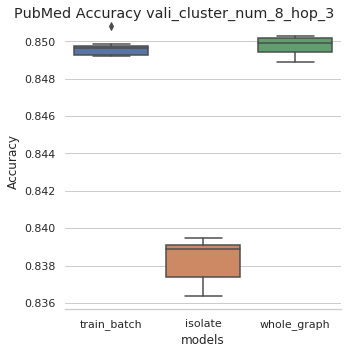 PubMed Accuracy vali_cluster_num_8_hop_3
0.850
0.848
0.846
0.844
0.842
0.840
0.838
0.836
Accuracy
train_batch
isolate
whole_graph
models